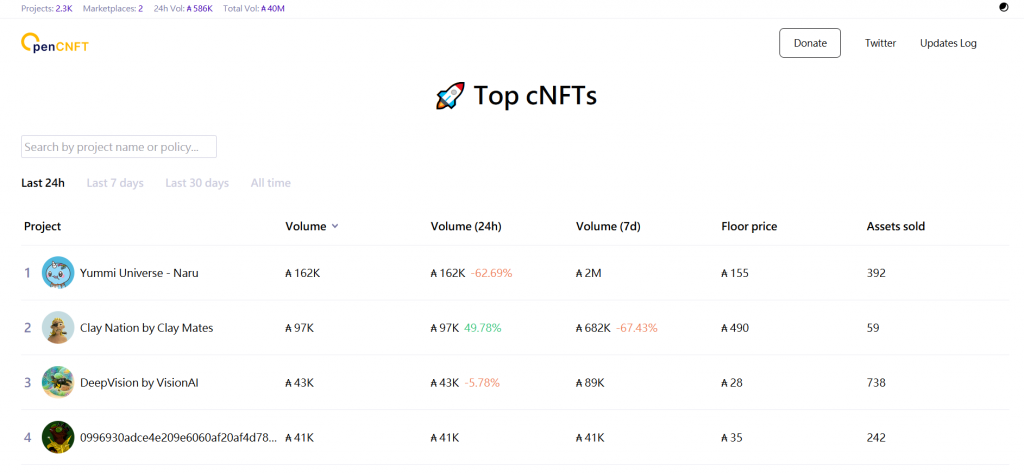 Projects: 2.3K Marketplaces: 2 24h Vol: ₳ 586K Total Vol: ₳ 40M
OpenCNFT Donate Twitter Updates Log
Top cNFTs
Search by project name or policy...
Last 24h Last 7 days Last 30 days All time
Project Volume Volume (24h) Volume (7d) Floor price Assets sold
1 Yummi Universe - Naru ₳ 162K ₳ 162K -62.69% ₳ 2M ₳ 155 392
2 Clay Nation by Clay Mates ₳ 97K ₳ 97K 49.78% ₳ 682K -67.43% ₳ 490 59
3 DeepVision by VisionAI ₳ 43K ₳ 43K -5.78% ₳ 89K ₳ 28 738
4 0996930adce4e209e6060af20af4d78... ₳ 41K ₳ 41K ₳ 41K ₳ 35 242